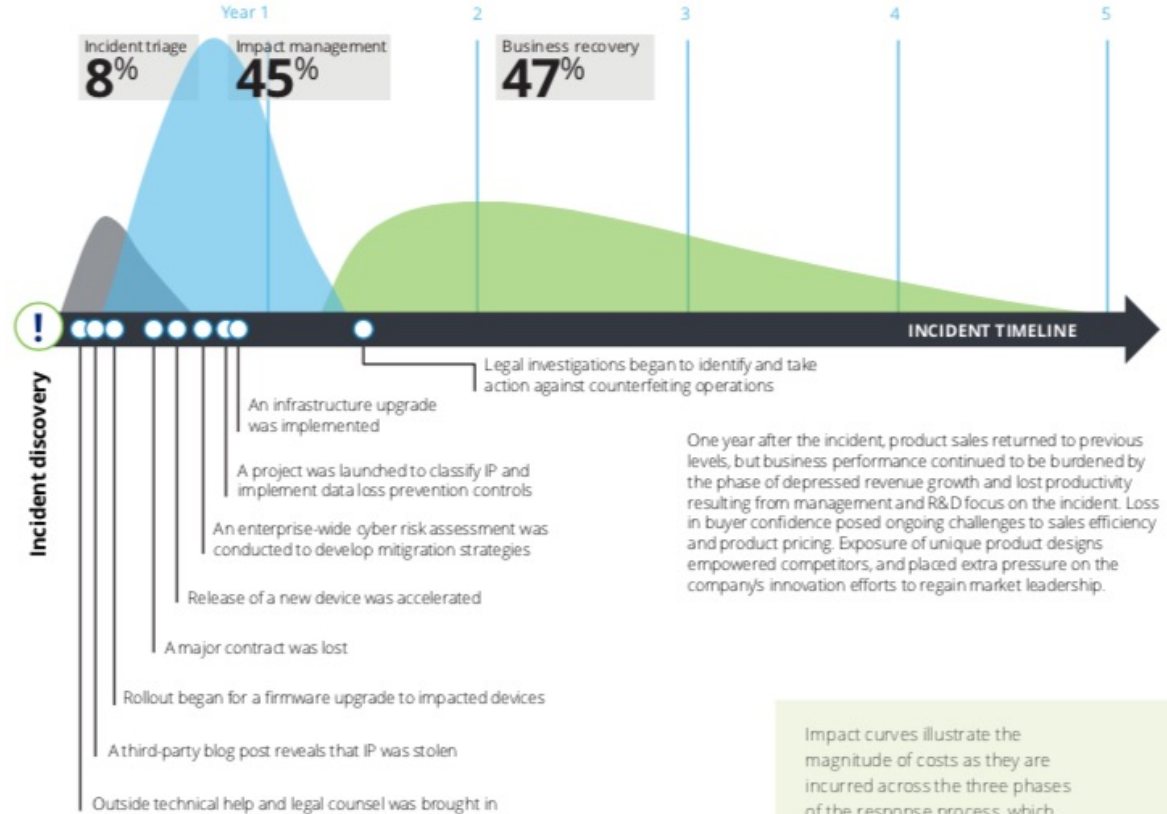 Year 1
2
3
4
5
Incident triage
8%
Impact management
45%
Business recovery
47%
!
INCIDENT TIMELINE
Incident discovery
Legal investigations began to identify and take
action against counterfeiting operations
An infrastructure upgrade
was implemented
A project was launched to classify IP and
implement data loss prevention controls
An enterprise-wide cyber risk assessment was
conducted to develop mitigration strategies
Release of a new device was accelerated
A major contract was lost
Rollout began for a firmware upgrade to impacted devices
A third-party blog post reveals that IP was stolen
Outside technical help and legal counsel was brought in
One year after the incident, product sales returned to previous
levels, but business performance continued to be burdened by
the phase of depressed revenue growth and lost productivity
resulting from management and R&D focus on the incident. Loss
in buyer confidence posed ongoing challenges to sales efficiency
and product pricing. Exposure of unique product designs
empowered competitors, and placed extra pressure on the
company's innovation efforts to regain market leadership.
Impact curves illustrate the
magnitude of costs as they are
incurred across the three phases
of the response process, which